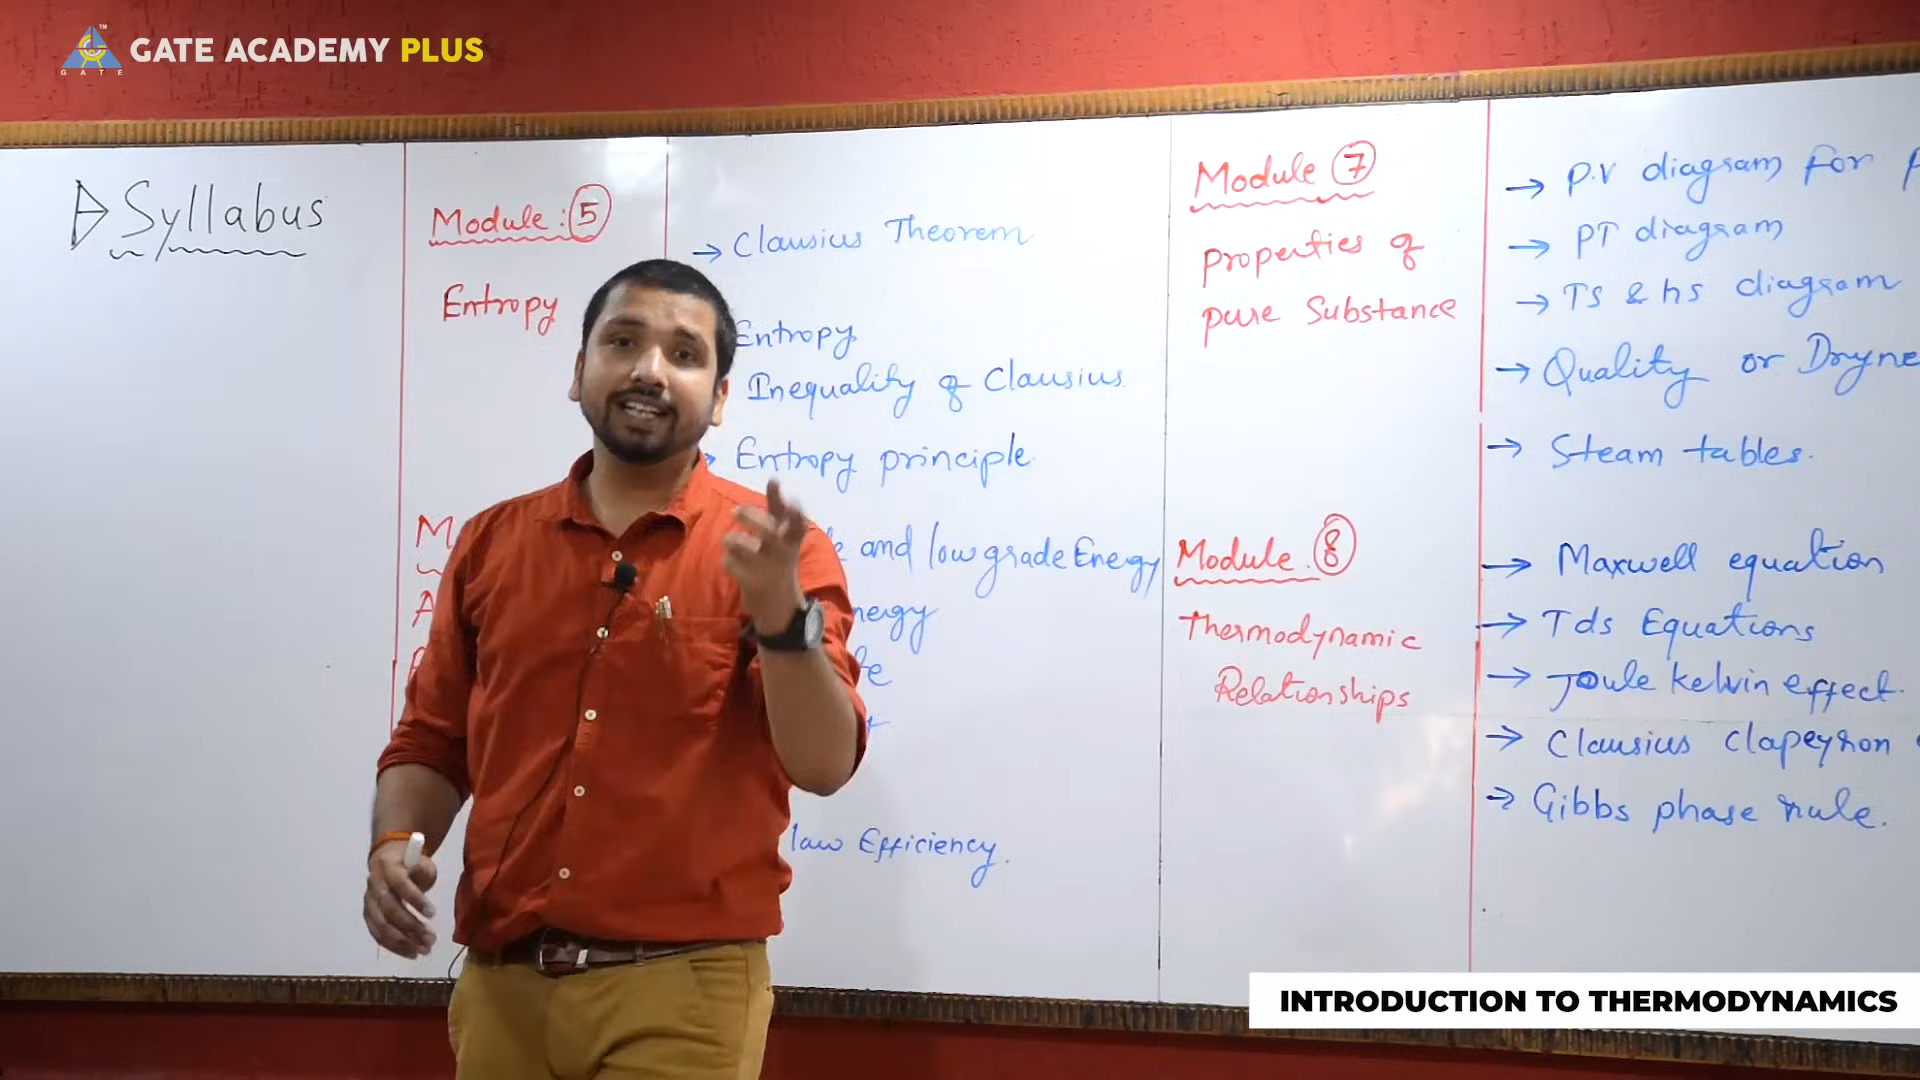 GATE ACADEMY PLUS
GATE
Syllabus
Module: 5
Entropy
→ Clausius Theorem
Entropy
Inequality of Clausius
Entropy principle
and low grade Energy
law Efficiency.
Module 7
Properties of
pure Substance
→ P.V diagram for
→ PT diagram
→ TS & hs diagram
→ Quality or
→ Steam tables.
Module 8
Thermodynamic
Relationships
→ Maxwell equation
→ Tds Equations
→ Joule kelvin effect.
→ Clausius Clapeyron
→ Gibbs phase rule.
INTRODUCTION TO THERMODYNAMICS